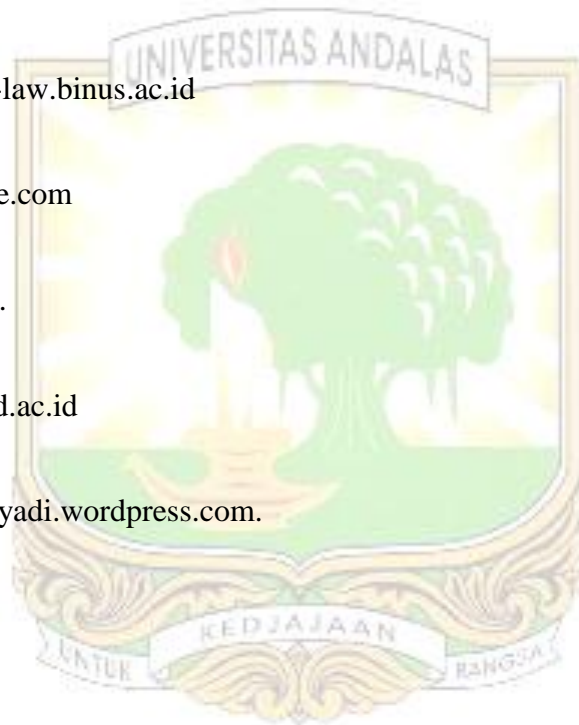 UNIVERSITAS ANDALAS
-law.binus.ac.id
e.com
.
d.ac.id
yadi.wordpress.com.
KEDJAJAAN
UNTUK BANGSA